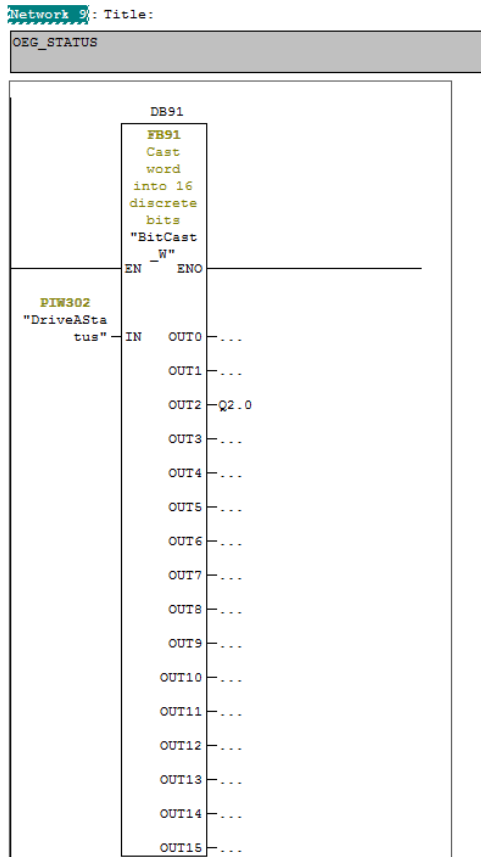 Network 9: Title:
OEG_STATUS
DB91
FB91
Cast
word
into 16
discrete
bits
"BitCast
_W"
EN ENO
PIW302
"DriveASta
tus" IN OUT0 ...
OUT1 ...
OUT2 Q2.0
OUT3 ...
OUT4 ...
OUT5 ...
OUT6 ...
OUT7 ...
OUT8 ...
OUT9 ...
OUT10 ...
OUT11 ...
OUT12 ...
OUT13 ...
OUT14 ...
OUT15 ...